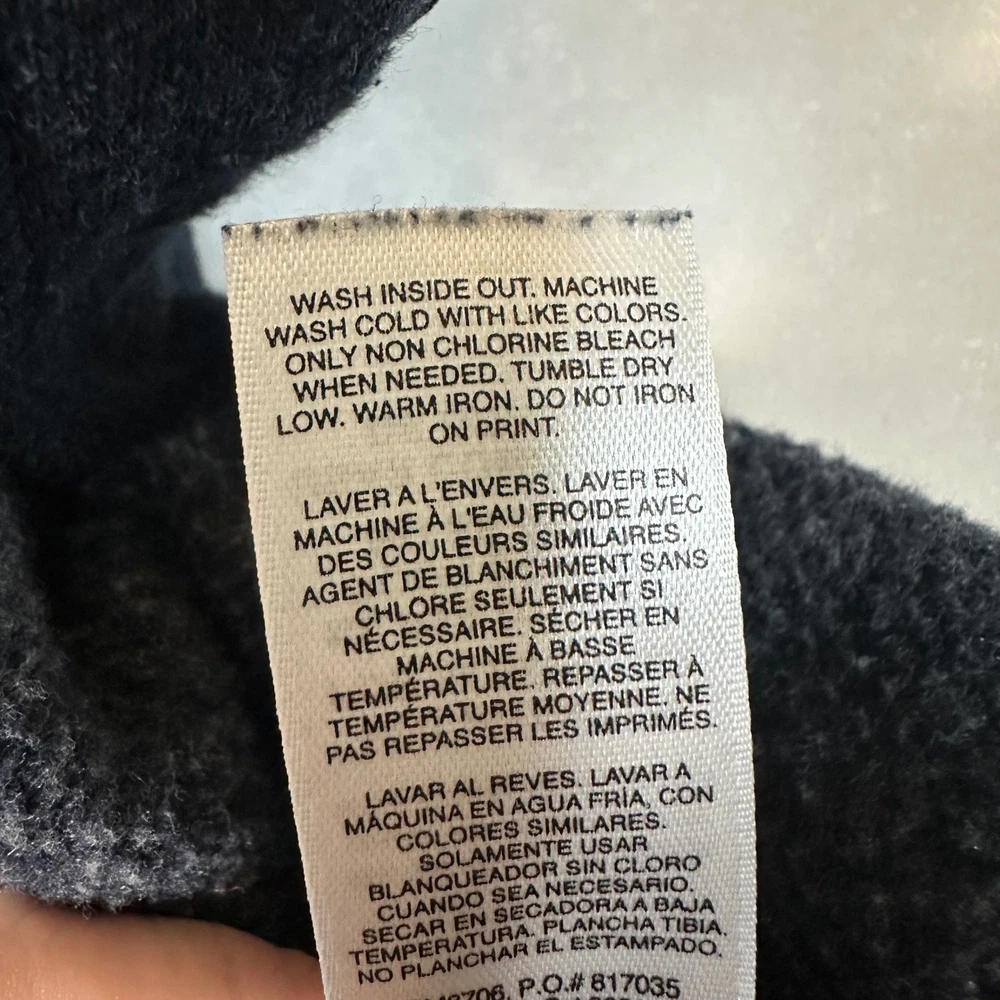 WASH INSIDE OUT. MACHINE
WASH COLD WITH LIKE COLORS.
ONLY NON CHLORINE BLEACH
WHEN NEEDED. TUMBLE DRY
LOW. WARM IRON. DO NOT IRON
ON PRINT.
LAVER A L'ENVERS. LAVER EN
MACHINE À L'EAU FROIDE AVEC
DES COULEURS SIMILAIRES.
AGENT DE BLANCHIMENT SANS
CHLORE SEULEMENT SI
NÉCESSAIRE. SÉCHER EN
MACHINE À BASSE
TEMPÉRATURE. REPASSER À
TEMPÉRATURE MOYENNE. NE
PAS REPASSER LES IMPRIMÉS.
LAVAR AL REVES. LAVAR A
MÁQUINA EN AGUA FRÍA, CON
COLORES SIMILARES.
SOLAMENTE USAR
BLANQUEADOR SIN CLORO
CUANDO SEA NECESARIO.
SECAR EN SECADORA A BAJA
TEMPERATURA. PLANCHA TIBIA.
NO PLANCHAR EL ESTAMPADO.
P.O.# 817035